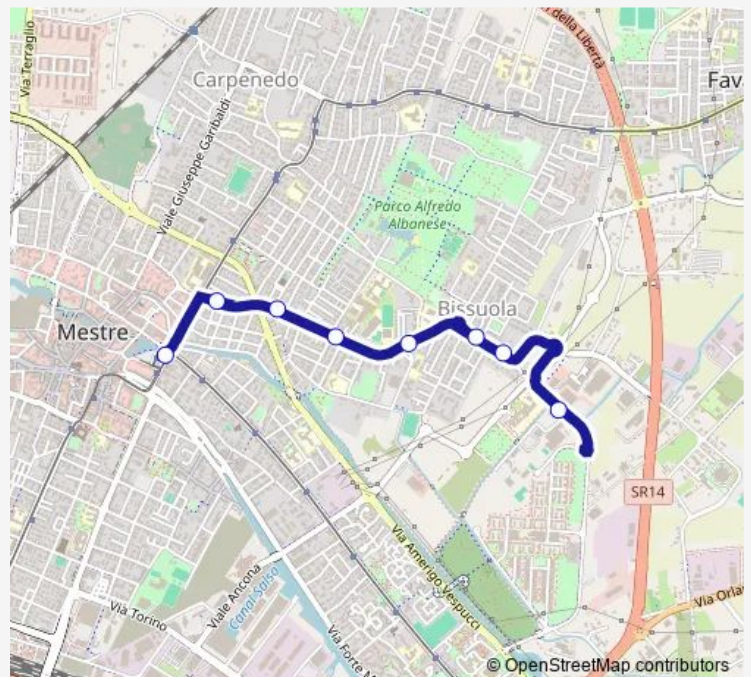 della Libertà
Via Terraglio
Carpenedo
Fav
Viale Giuseppe Garibaldi
Parco Alfredo
Albanese
Bissuola
Mestre
SR14
Via Amerigo Vespucci
Viale Ancona
Canal Salso
Via Torino
Via Forte M
Via Orla
© OpenStreetMap contributors